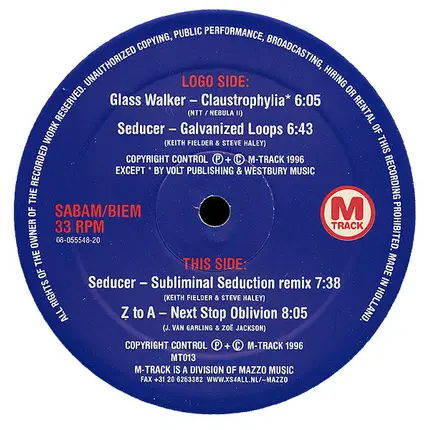 ALL RIGHTS OF THE OWNER OF THE RECORDED WORK RESERVED. UNAUTHORIZED COPYING, PUBLIC PERFORMANCE, BROADCASTING, HIRING OR RENTAL OF THIS RECORDING PROHIBITED. MADE IN HOLLAND.
LOGO SIDE:
Glass Walker – Claustrophylia* 6:05
(NTT / NEBULA II)
Seducer – Galvanized Loops 6:43
(KEITH FIELDER & STEVE HALEY)
COPYRIGHT CONTROL Ⓟ + © M-TRACK 1996
EXCEPT * BY VOLT PUBLISHING & WESTBURY MUSIC
SABAM/BIEM
33 RPM
08-055548-20
M
TRACK
THIS SIDE:
Seducer – Subliminal Seduction remix 7:38
(KEITH FIELDER & STEVE HALEY)
Z to A – Next Stop Oblivion 8:05
(J. VAN GARLING & ZOË JACKSON)
COPYRIGHT CONTROL Ⓟ + © M-TRACK 1996
MT013
M-TRACK IS A DIVISION OF MAZZO MUSIC
FAX +31 20 6263382 WWW.XS4ALL.NL/~MAZZO